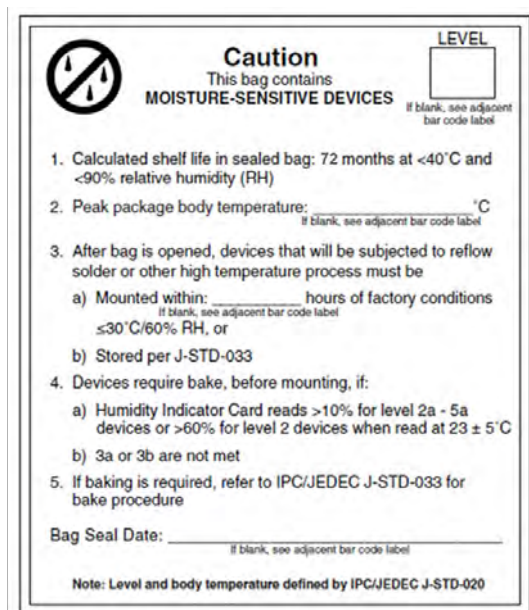 LEVEL
Caution
This bag contains
MOISTURE-SENSITIVE DEVICES
If blank, see adjacent
bar code label
1. Calculated shelf life in sealed bag: 72 months at <40˚C and
<90% relative humidity (RH)
2. Peak package body temperature: _______________˚C
If blank, see adjacent bar code label
3. After bag is opened, devices that will be subjected to reflow
solder or other high temperature process must be
a) Mounted within: _________ hours of factory conditions
If blank, see adjacent bar code label
≤30˚C/60% RH, or
b) Stored per J-STD-033
4. Devices require bake, before mounting, if:
a) Humidity Indicator Card reads >10% for level 2a - 5a
devices or >60% for level 2 devices when read at 23 ± 5˚C
b) 3a or 3b are not met
5. If baking is required, refer to IPC/JEDEC J-STD-033 for
bake procedure
Bag Seal Date: _______________________________
If blank, see adjacent bar code label
Note: Level and body temperature defined by IPC/JEDEC J-STD-020